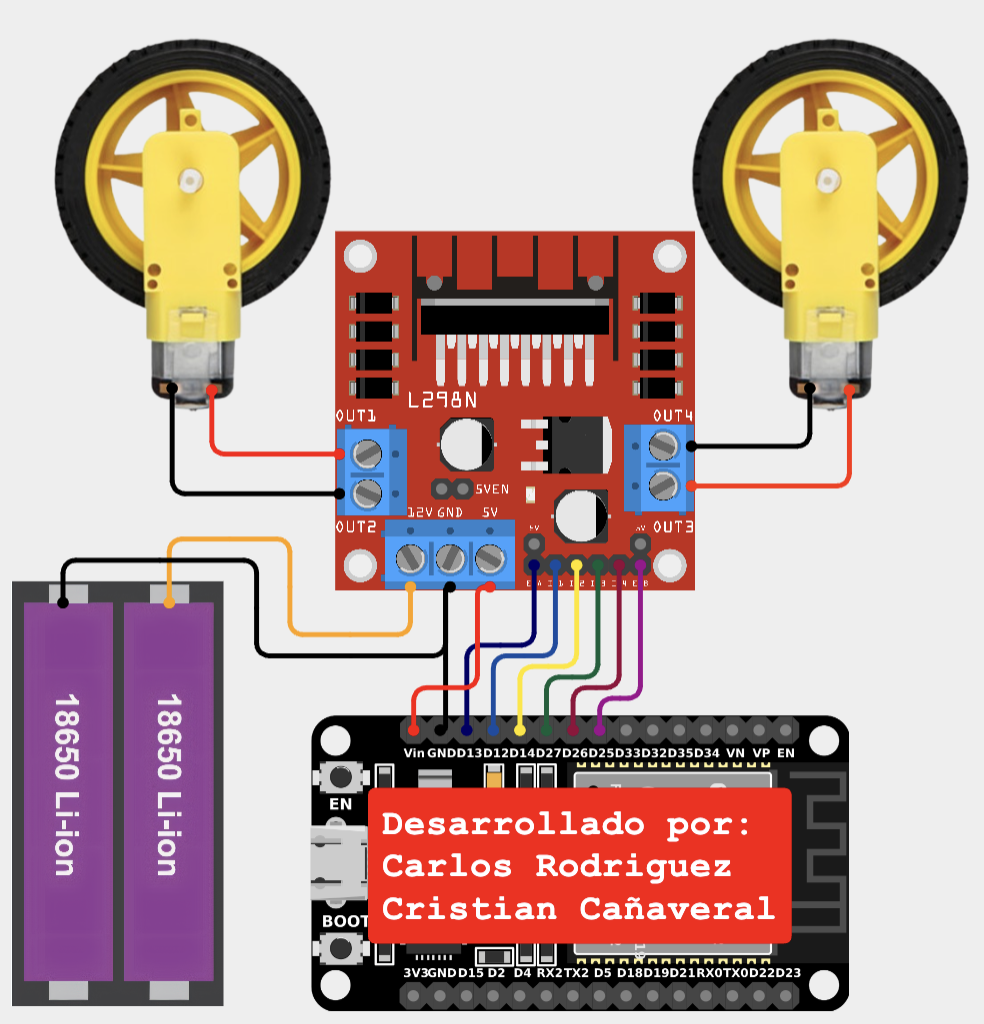 L298N
OUT1
OUT4
5VEN
12V GND 5V
OUT2
OUT3
18650 Li-ion
18650 Li-ion
Vin GND D13 D12 D14 D27 D26 D25 D33 D32 D35 D34 VN VP EN
EN
Desarrollado por:
Carlos Rodriguez
Cristian Cañaveral
BOOT
3V3 GND D15 D2 D4 RX2 TX2 D5 D18 D19 D21 RX0 TX0 D22 D23